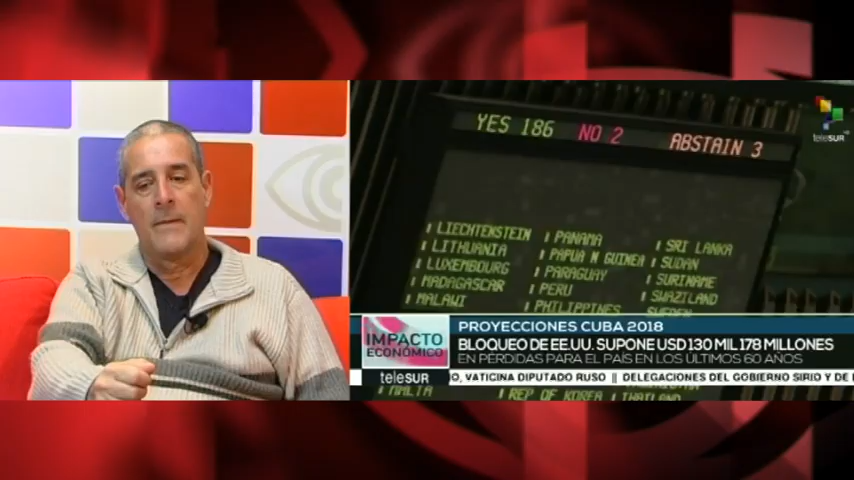 YES 186 NO 2 ABSTAIN 3
LIECHTENSTEIN PANAMA SRI LANKA
LITHUANIA PAPUA N GUINEA SUDAN
LUXEMBOURG PARAGUAY SURINAME
MADAGASCAR PERU SWAZILAND
MALAWI PHILIPPINES SWEDEN
teleSUR
IMPACTO
ECONÓMICO
PROYECCIONES CUBA 2018
BLOQUEO DE EE.UU. SUPONE USD 130 MIL 178 MILLONES
EN PÉRDIDAS PARA EL PAÍS EN LOS ÚLTIMOS 60 AÑOS
teleSUR
O, VATICINA DIPUTADO RUSO || DELEGACIONES DEL GOBIERNO SIRIO Y DE
MALTA REP OF KOREA THAILAND